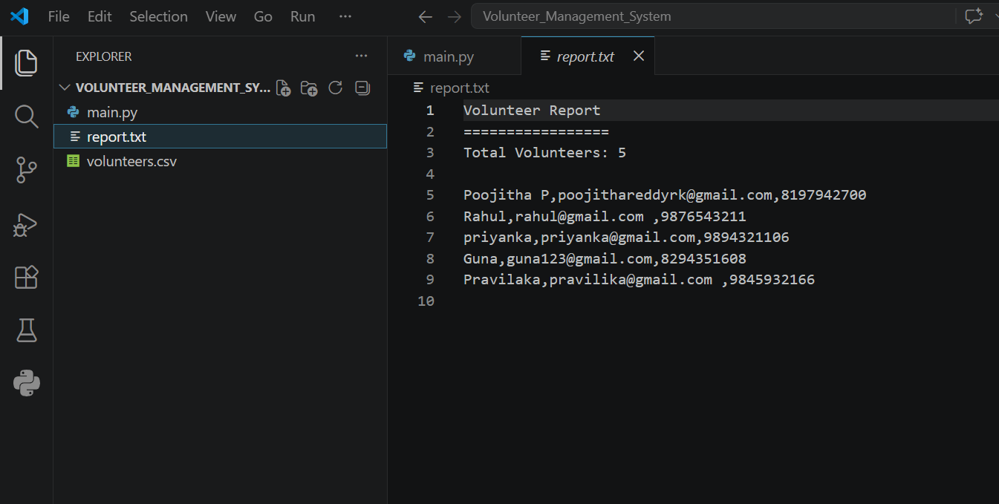 File Edit Selection View Go Run ···
Volunteer_Management_System
EXPLORER ···
VOLUNTEER_MANAGEMENT_SY...
main.py
report.txt
volunteers.csv
main.py report.txt
report.txt
1 Volunteer Report
2 =================
3 Total Volunteers: 5
4
5 Poojitha P,poojithareddyrk@gmail.com,8197942700
6 Rahul,rahul@gmail.com ,9876543211
7 priyanka,priyanka@gmail.com,9894321106
8 Guna,guna123@gmail.com,8294351608
9 Pravilaka,pravilika@gmail.com ,9845932166
10